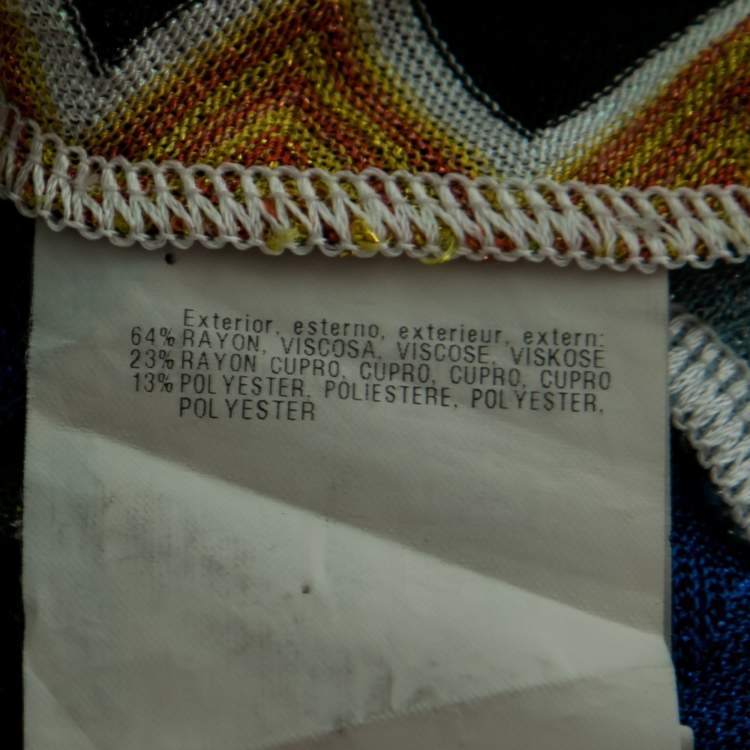 Exterior, esterno, exterieur, extern:
64% RAYON, VISCOSA, VISCOSE, VISKOSE
23% RAYON CUPRO, CUPRO, CUPRO, CUPRO
13% POLYESTER, POLIESTERE, POLYESTER,
POLYESTER